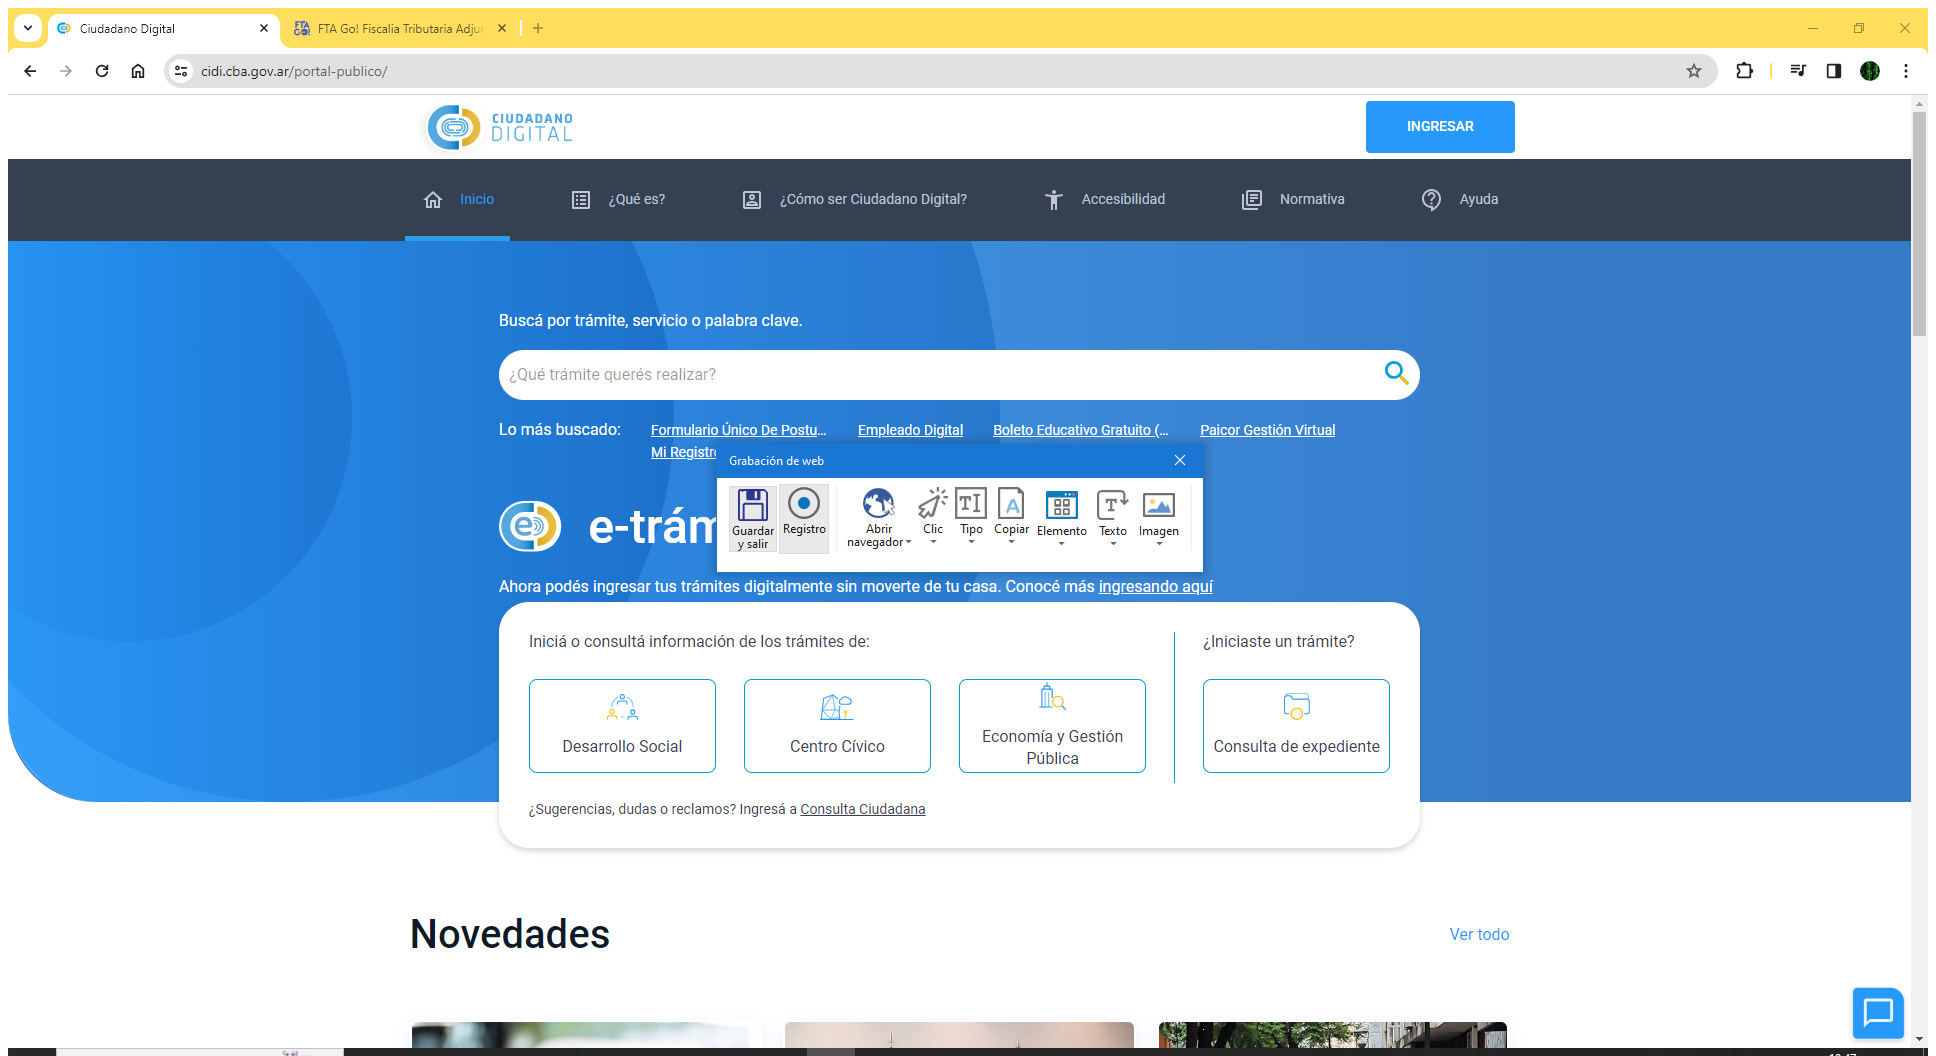 Ciudadano Digital
FTA Go! Fiscalia Tributaria Adjun
cidi.cba.gov.ar/portal-publico/
CIUDADANO
DIGITAL
INGRESAR
Inicio
¿Qué es?
¿Cómo ser Ciudadano Digital?
Accesibilidad
Normativa
Ayuda
Buscá por trámite, servicio o palabra clave.
¿Qué trámite querés realizar?
Lo más buscado:
Formulario Único De Postu...
Empleado Digital
Boleto Educativo Gratuito (...
Paicor Gestión Virtual
Mi Registro
Grabación de web
Guardar
y salir
Registro
Abrir
navegador
Clic
Tipo
Copiar
Elemento
Texto
Imagen
e-trám
Ahora podés ingresar tus trámites digitalmente sin moverte de tu casa. Conocé más ingresando aquí
Iniciá o consultá información de los trámites de:
¿Iniciaste un trámite?
Desarrollo Social
Centro Cívico
Economía y Gestión
Pública
Consulta de expediente
¿Sugerencias, dudas o reclamos? Ingresá a Consulta Ciudadana
Novedades
Ver todo